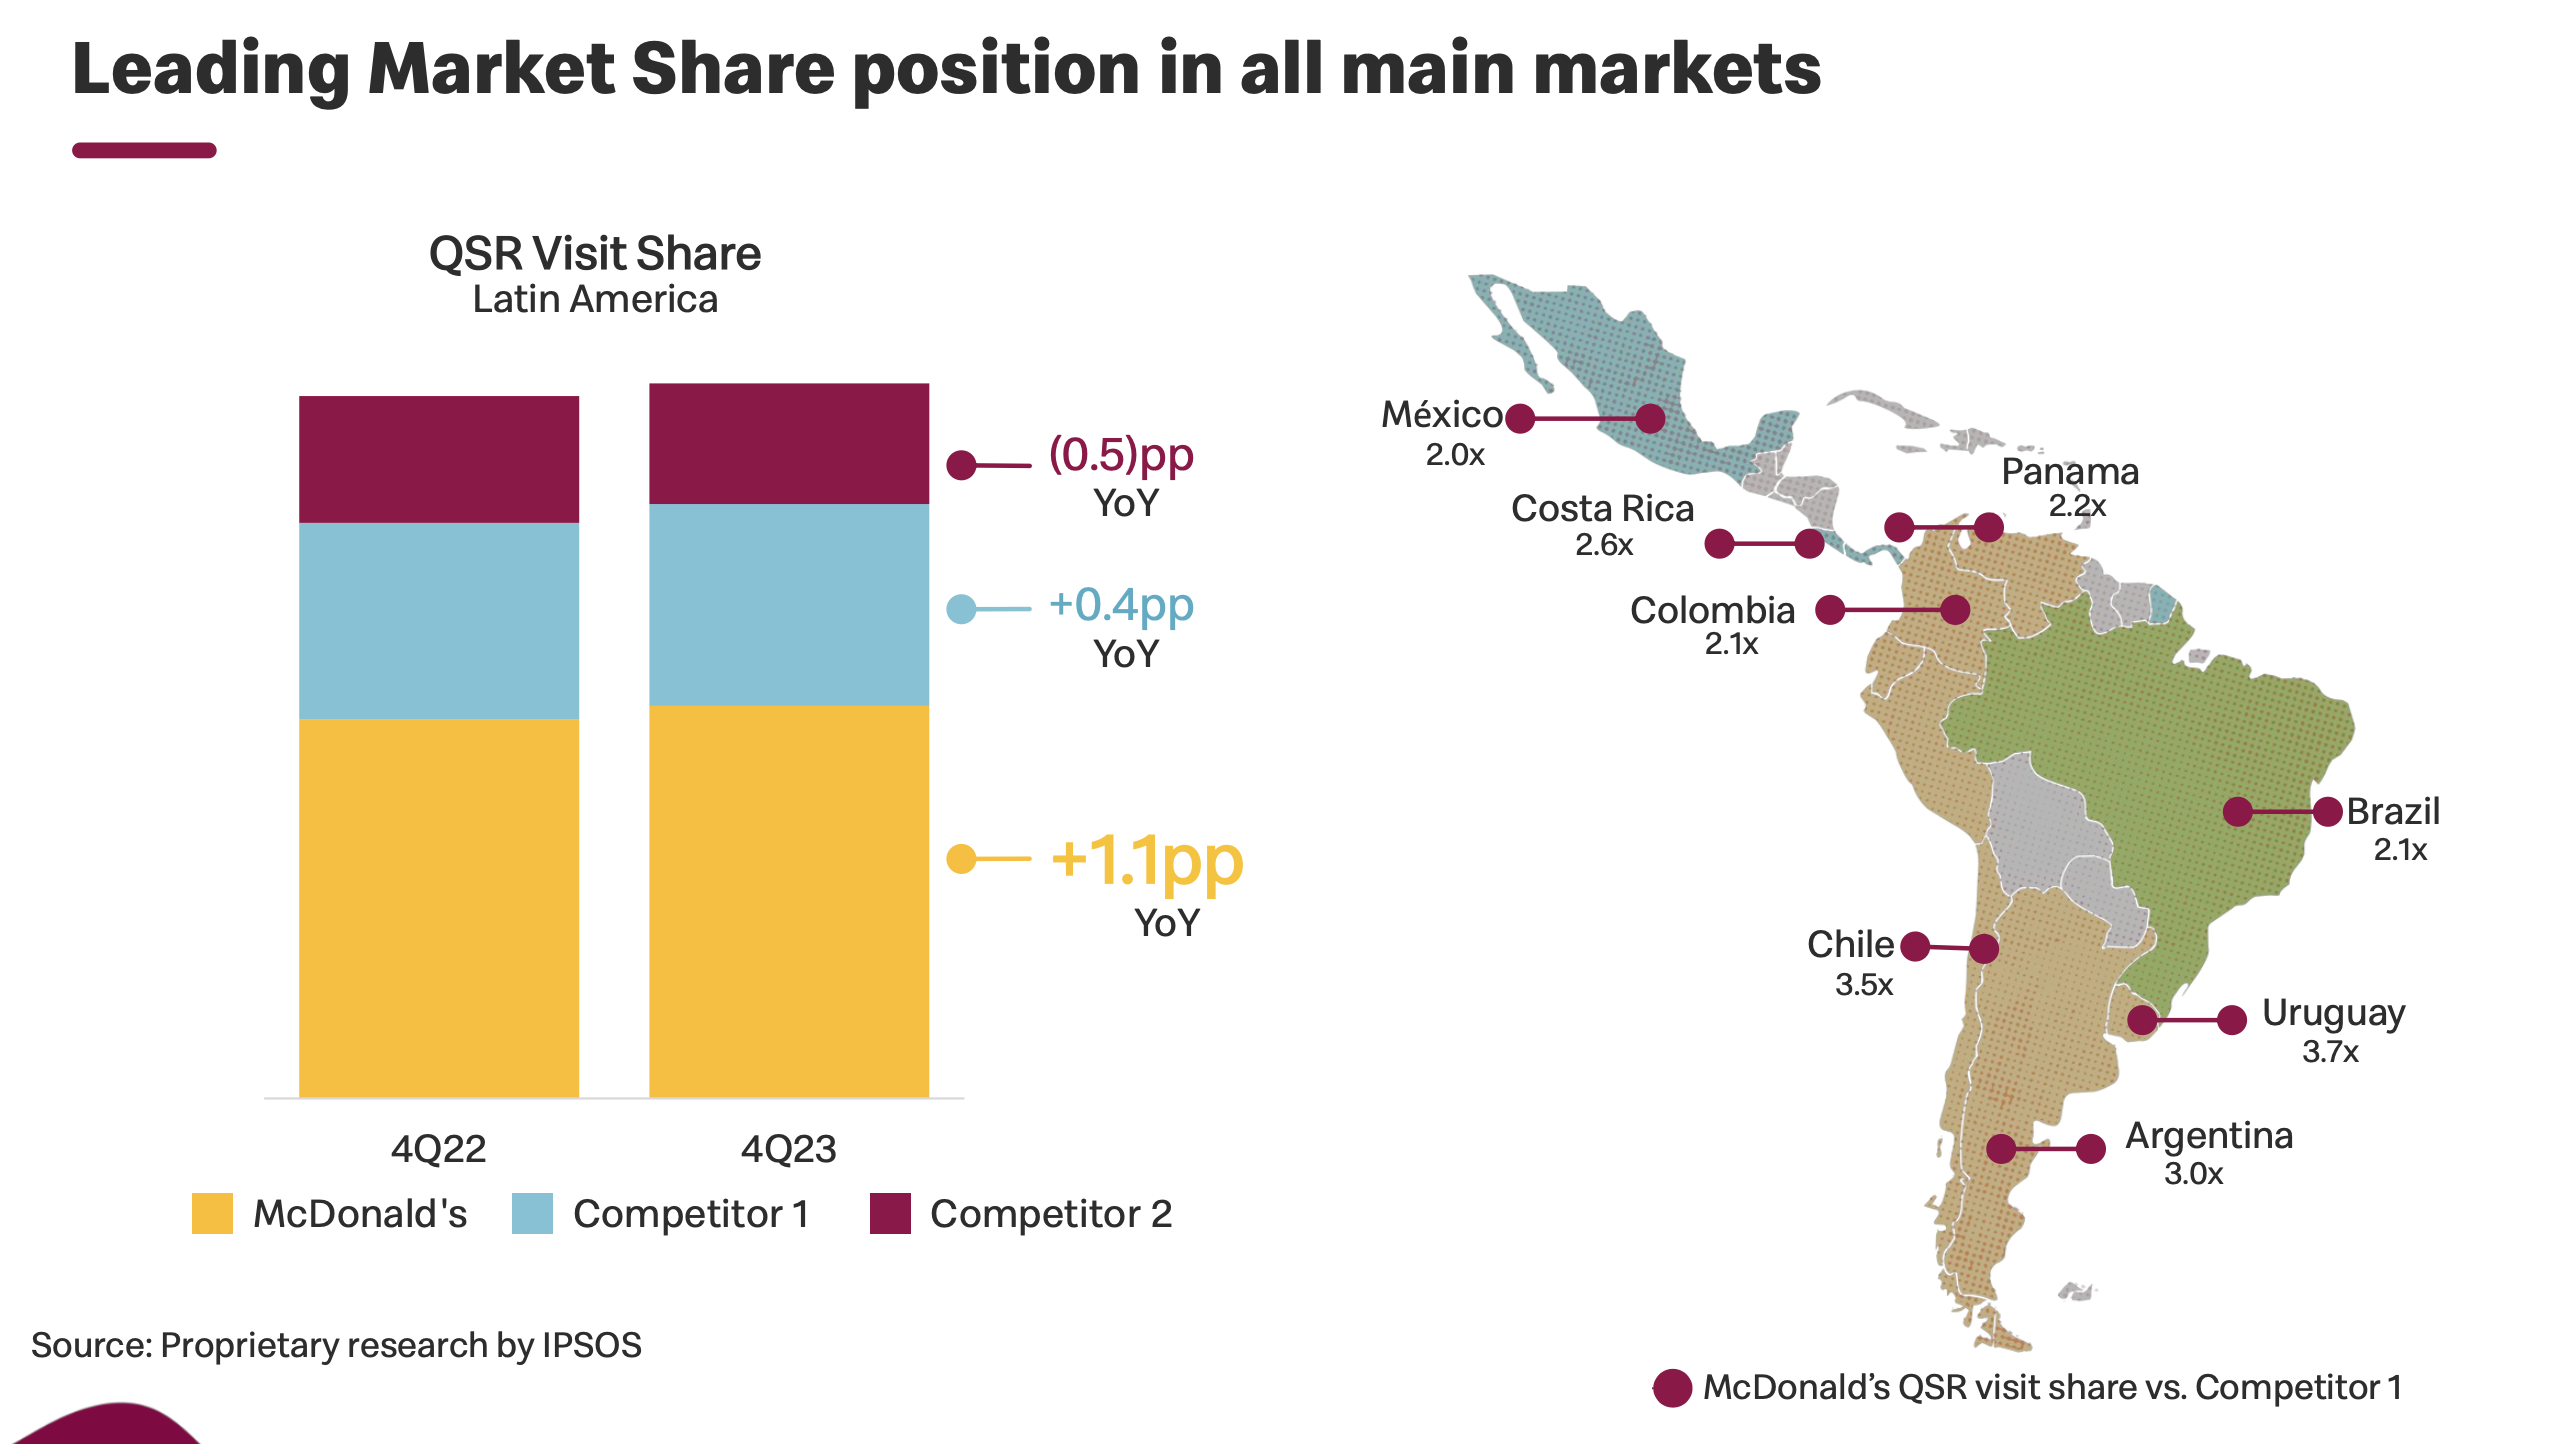 Leading Market Share position in all main markets
QSR Visit Share
Latin America
(0.5)pp
YoY
+0.4pp
YoY
+1.1pp
YoY
4Q22
4Q23
McDonald's
Competitor 1
Competitor 2
Source: Proprietary research by IPSOS
México
2.0x
Panama
2.2x
Costa Rica
2.6x
Colombia
2.1x
Brazil
2.1x
Chile
3.5x
Uruguay
3.7x
Argentina
3.0x
McDonald’s QSR visit share vs. Competitor 1